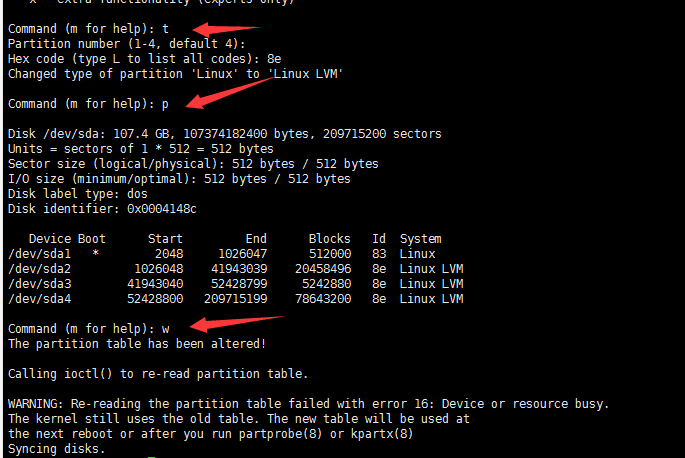 x   extra functionality (experts only)
Command (m for help): t
Partition number (1-4, default 4):
Hex code (type L to list all codes): 8e
Changed type of partition 'Linux' to 'Linux LVM'
Command (m for help): p
Disk /dev/sda: 107.4 GB, 107374182400 bytes, 209715200 sectors
Units = sectors of 1 * 512 = 512 bytes
Sector size (logical/physical): 512 bytes / 512 bytes
I/O size (minimum/optimal): 512 bytes / 512 bytes
Disk label type: dos
Disk identifier: 0x0004148c
   Device Boot      Start         End      Blocks   Id  System
/dev/sda1   *        2048     1026047      512000   83  Linux
/dev/sda2         1026048    41943039    20458496   8e  Linux LVM
/dev/sda3        41943040    52428799     5242880   8e  Linux LVM
/dev/sda4        52428800   209715199    78643200   8e  Linux LVM
Command (m for help): w
The partition table has been altered!
Calling ioctl() to re-read partition table.
WARNING: Re-reading the partition table failed with error 16: Device or resource busy.
The kernel still uses the old table. The new table will be used at
the next reboot or after you run partprobe(8) or kpartx(8)
Syncing disks.